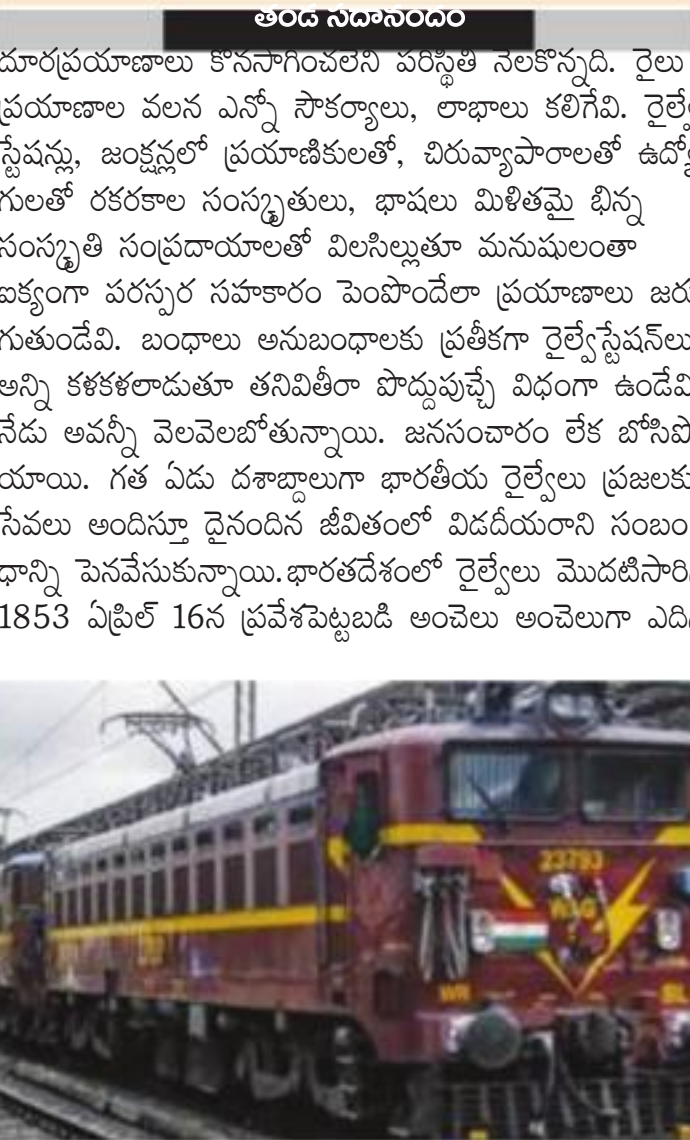 తండ సదానందం
దూరప్రయాణాలు కొనసాగించలేని పరిస్థితి నెలకొన్నది. రైలు
ప్రయాణాల వలన ఎన్నో సౌకర్యాలు, లాభాలు కలిగేవి. రైల్వే
స్టేషన్లు, జంక్షన్లలో ప్రయాణికులతో, చిరువ్యాపారాలతో ఉద్యో
గులతో రకరకాల సంస్కృతులు, భాషలు మిళితమై భిన్న
సంస్కృతి సంప్రదాయాలతో విలసిల్లుతూ మనుషులంతా
ఐక్యంగా పరస్పర సహకారం పెంపొందేలా ప్రయాణాలు జరు
గుతుండేవి. బంధాలు అనుబంధాలకు ప్రతీకగా రైల్వేస్టేషన్‌లు
అన్ని కళకళలాడుతూ తనివితీరా పొద్దుపుచ్చే విధంగా ఉండేవి
నేడు అవన్నీ వెలవెలబోతున్నాయి. జనసంచారం లేక బోసిపో
యాయి. గత ఏడు దశాబ్దాలుగా భారతీయ రైల్వేలు ప్రజలకు
సేవలు అందిస్తూ దైనందిన జీవితంలో విడదీయరాని సంబం
ధాన్ని పెనవేసుకున్నాయి.భారతదేశంలో రైల్వేలు మొదటిసారి
1853 ఏప్రిల్ 16న ప్రవేశపెట్టబడి అంచెలు అంచెలుగా
23793
WR